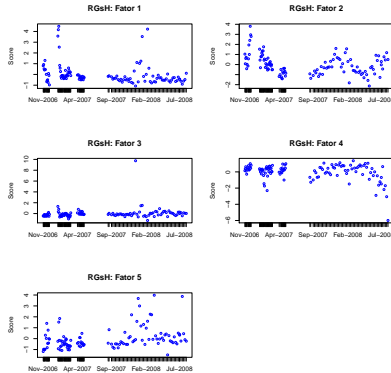 RGsH: Fator 1
Score
−1 0 1 2 3 4
Nov−2006 Apr−2007 Sep−2007 Feb−2008 Jul−2008
RGsH: Fator 2
Score
−2 0 2 4
Nov−2006 Apr−2007 Sep−2007 Feb−2008 Jul−2008
RGsH: Fator 3
Score
0 2 4 6 8 10
Nov−2006 Apr−2007 Sep−2007 Feb−2008 Jul−2008
RGsH: Fator 4
Score
−6 −4 −2 0 1
Nov−2006 Apr−2007 Sep−2007 Feb−2008 Jul−2008
RGsH: Fator 5
Score
−1 0 1 2 3 4
Nov−2006 Apr−2007 Sep−2007 Feb−2008 Jul−2008